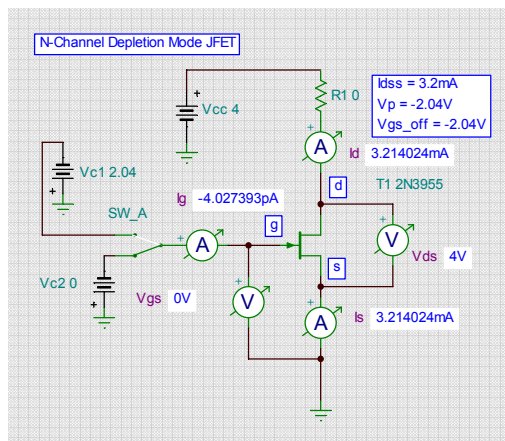 N-Channel Depletion Mode JFET
Idss = 3.2mA
Vp = -2.04V
Vgs_off = -2.04V
+
Vcc 4
R1 0
+
A
Id 3.214024mA
+
Vc1 2.04
d
T1 2N3955
Ig -4.027393pA
SW_A
g
+
A
+
V
Vds 4V
+
Vc2 0
Vgs 0V
+
V
s
+
A
Is 3.214024mA